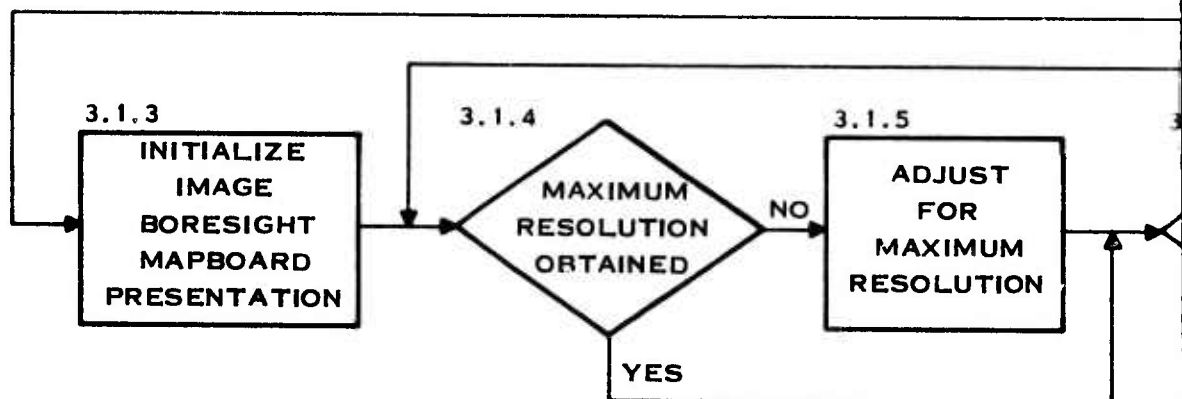 3.1.3
INITIALIZE
IMAGE
BORESIGHT
MAPBOARD
PRESENTATION
3.1.4
MAXIMUM
RESOLUTION
OBTAINED
NO
YES
3.1.5
ADJUST
FOR
MAXIMUM
RESOLUTION
3